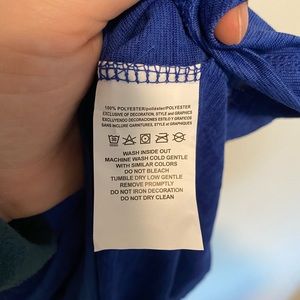 100% POLYESTER/poliéster/POLYESTER
EXCLUSIVE OF DECORATION, STYLE and GRAPHICS
EXCLUYENDO DECORACIONES ESTILO Y GRAFICOS
SANS INCLURE GARNITURES, STYLE et GRAPHIQUES
WASH INSIDE OUT
MACHINE WASH COLD GENTLE
WITH SIMILAR COLORS
DO NOT BLEACH
TUMBLE DRY LOW GENTLE
REMOVE PROMPTLY
DO NOT IRON DECORATION
DO NOT DRY CLEAN